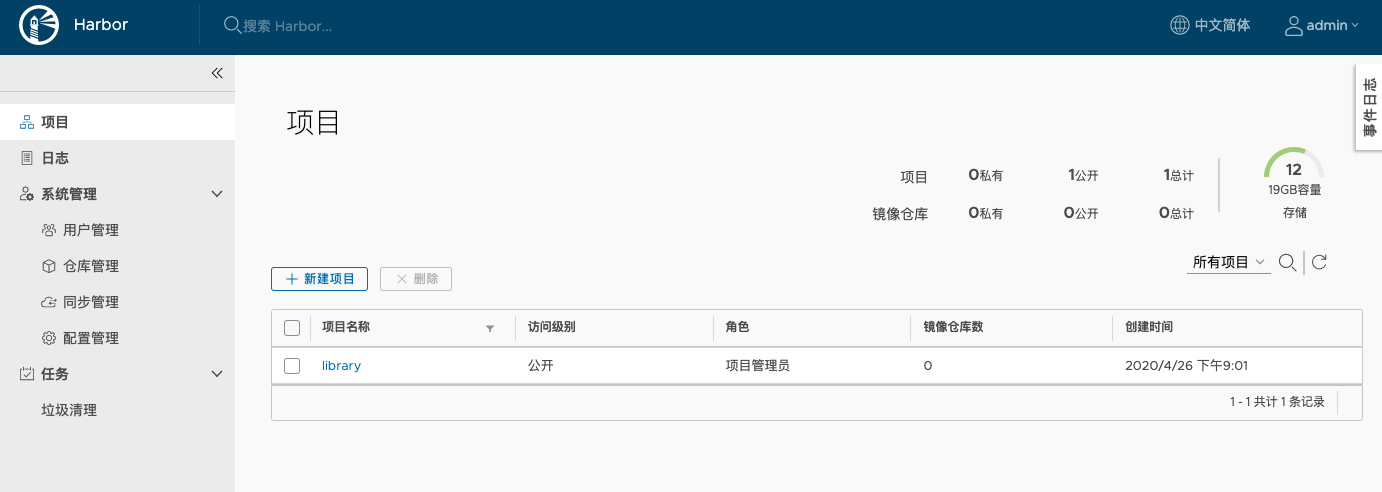 Harbor
搜索 Harbor...
中文简体
admin
事件日志
项目
日志
系统管理
用户管理
仓库管理
同步管理
配置管理
任务
垃圾清理
项目
项目 0私有 1公开 1总计
镜像仓库 0私有 0公开 0总计
12
19GB容量
存储
所有项目
新建项目 删除
项目名称 访问级别 角色 镜像仓库数 创建时间
library 公开 项目管理员 0 2020/4/26 下午9:01
1 - 1 共计 1 条记录